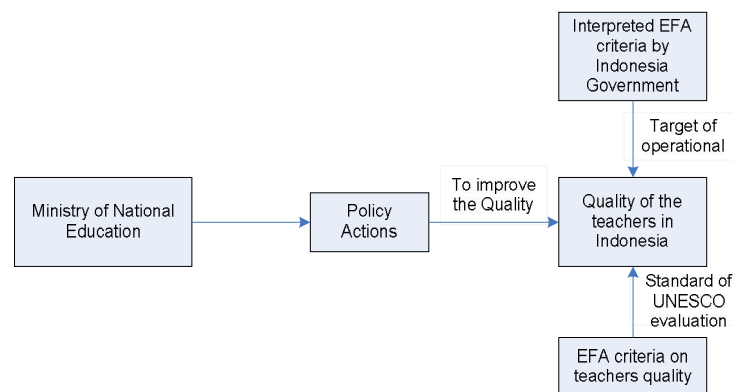 Interpreted EFA
criteria by
Indonesia
Government
Target of
operational
Ministry of National
Education
Policy
Actions
To improve
the Quality
Quality of the
teachers in
Indonesia
Standard of
UNESCO
evaluation
EFA criteria on
teachers quality